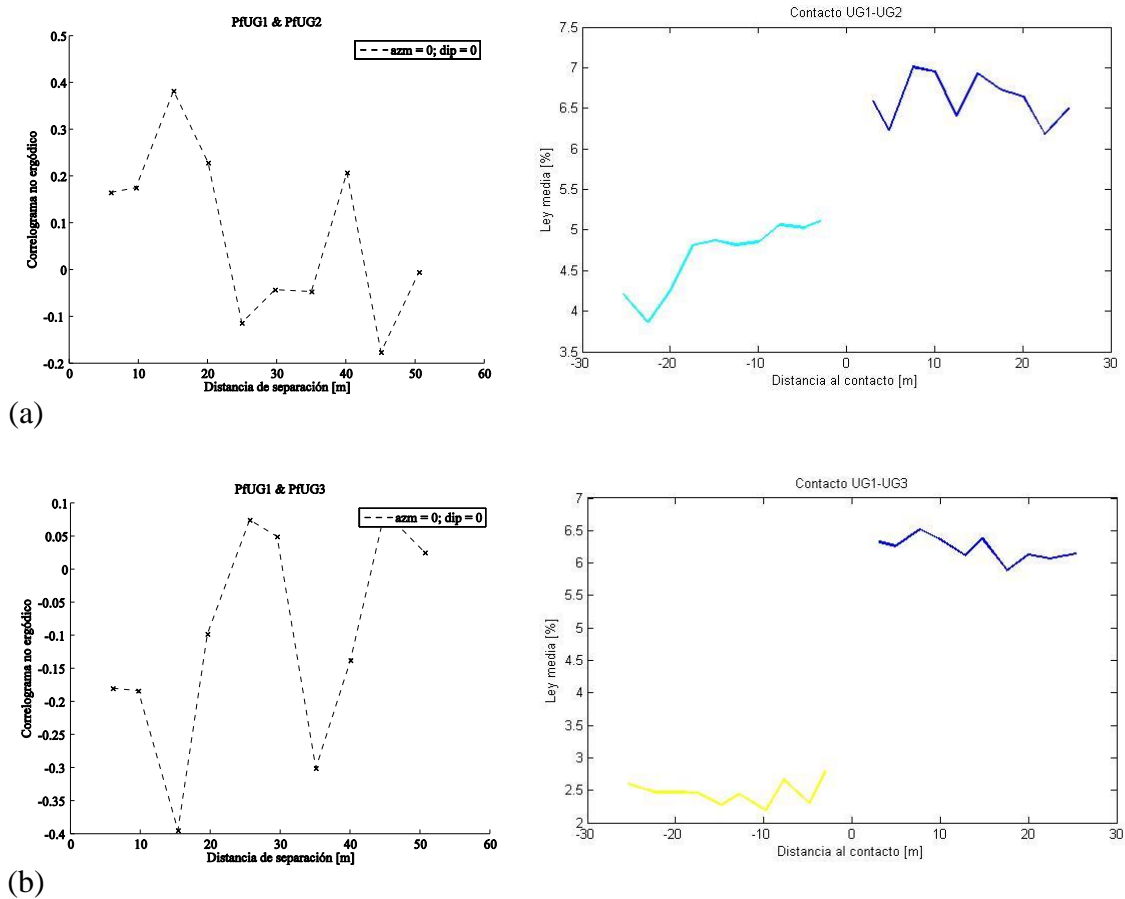 PfUG1 & PfUG2
azm = 0; dip = 0
Correlograma no ergódico
0.5
0.4
0.3
0.2
0.1
0
-0.1
-0.2
0 10 20 30 40 50 60
Distancia de separación [m]
Contacto UG1-UG2
Ley media [%]
7.5
7
6.5
6
5.5
5
4.5
4
3.5
-30 -20 -10 0 10 20 30
Distancia al contacto [m]
(a)
PfUG1 & PfUG3
azm = 0; dip = 0
Correlograma no ergódico
0.1
0.05
0
-0.05
-0.1
-0.15
-0.2
-0.25
-0.3
-0.35
-0.4
0 10 20 30 40 50 60
Distancia de separación [m]
Contacto UG1-UG3
Ley media [%]
7
6.5
6
5.5
5
4.5
4
3.5
3
2.5
2
-30 -20 -10 0 10 20 30
Distancia al contacto [m]
(b)